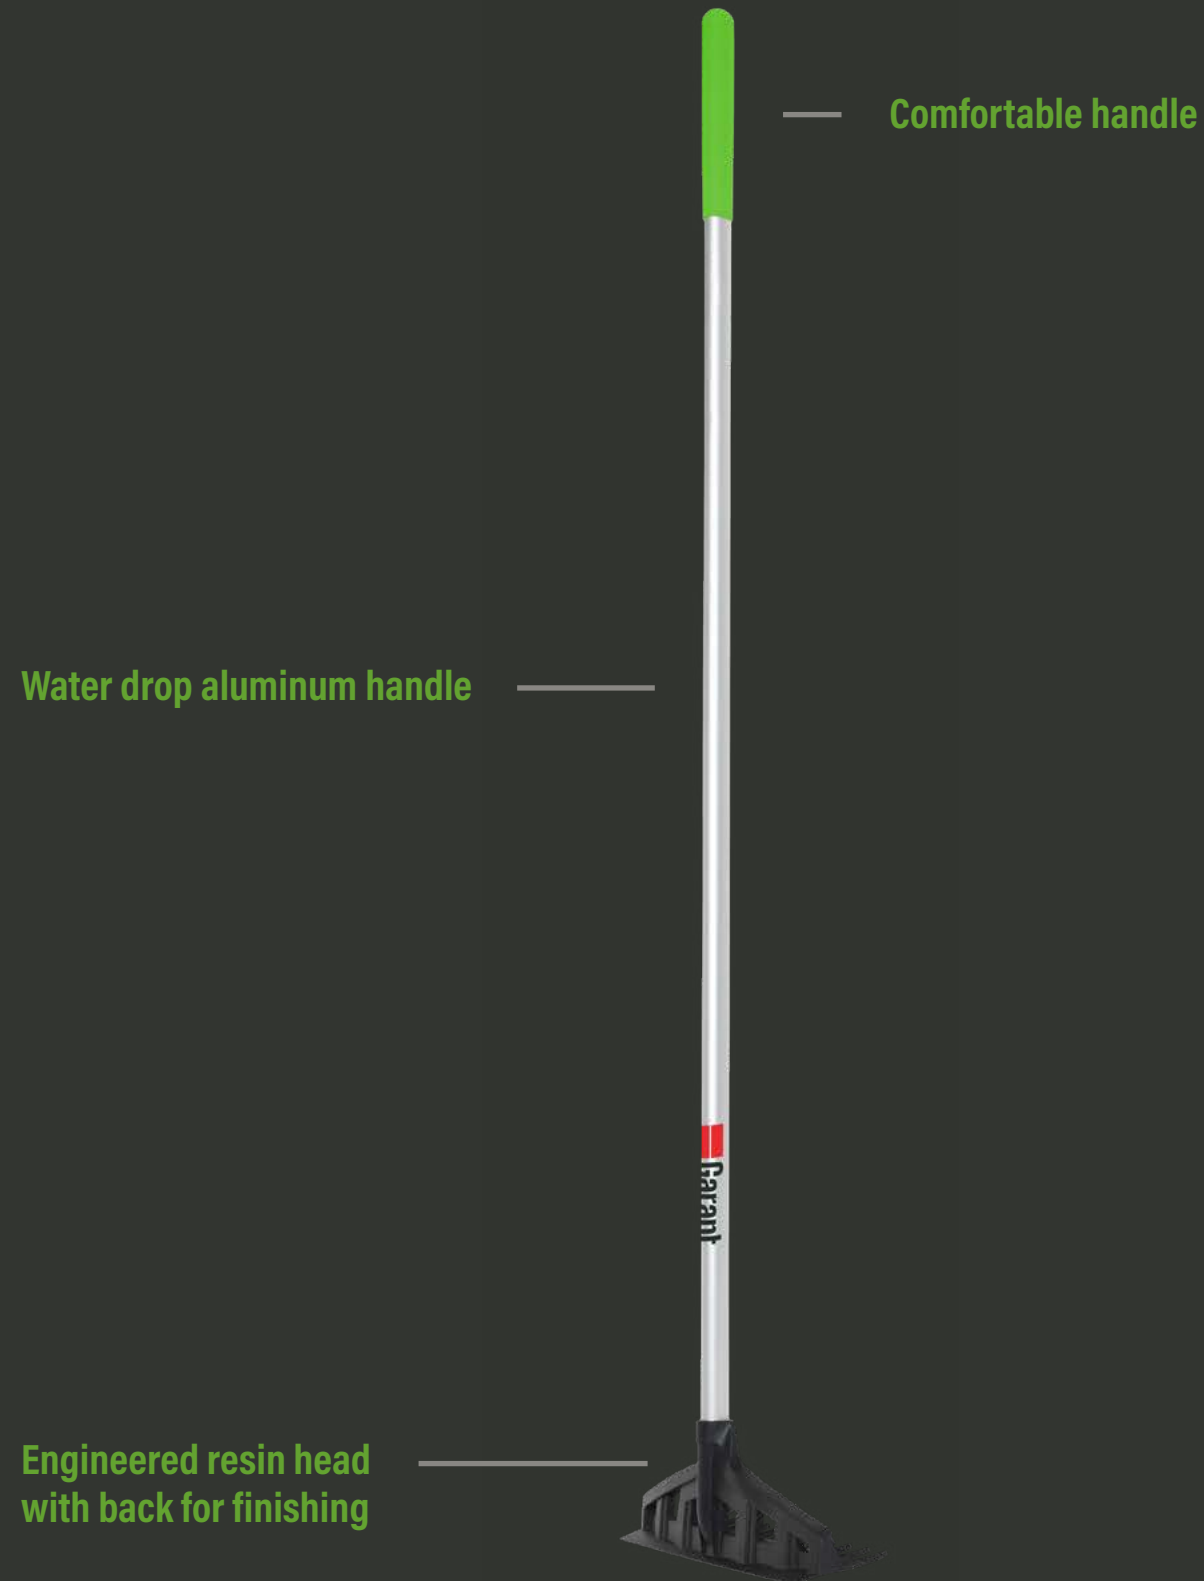 Comfortable handle
Water drop aluminum handle
Garant
Engineered resin head
with back for finishing